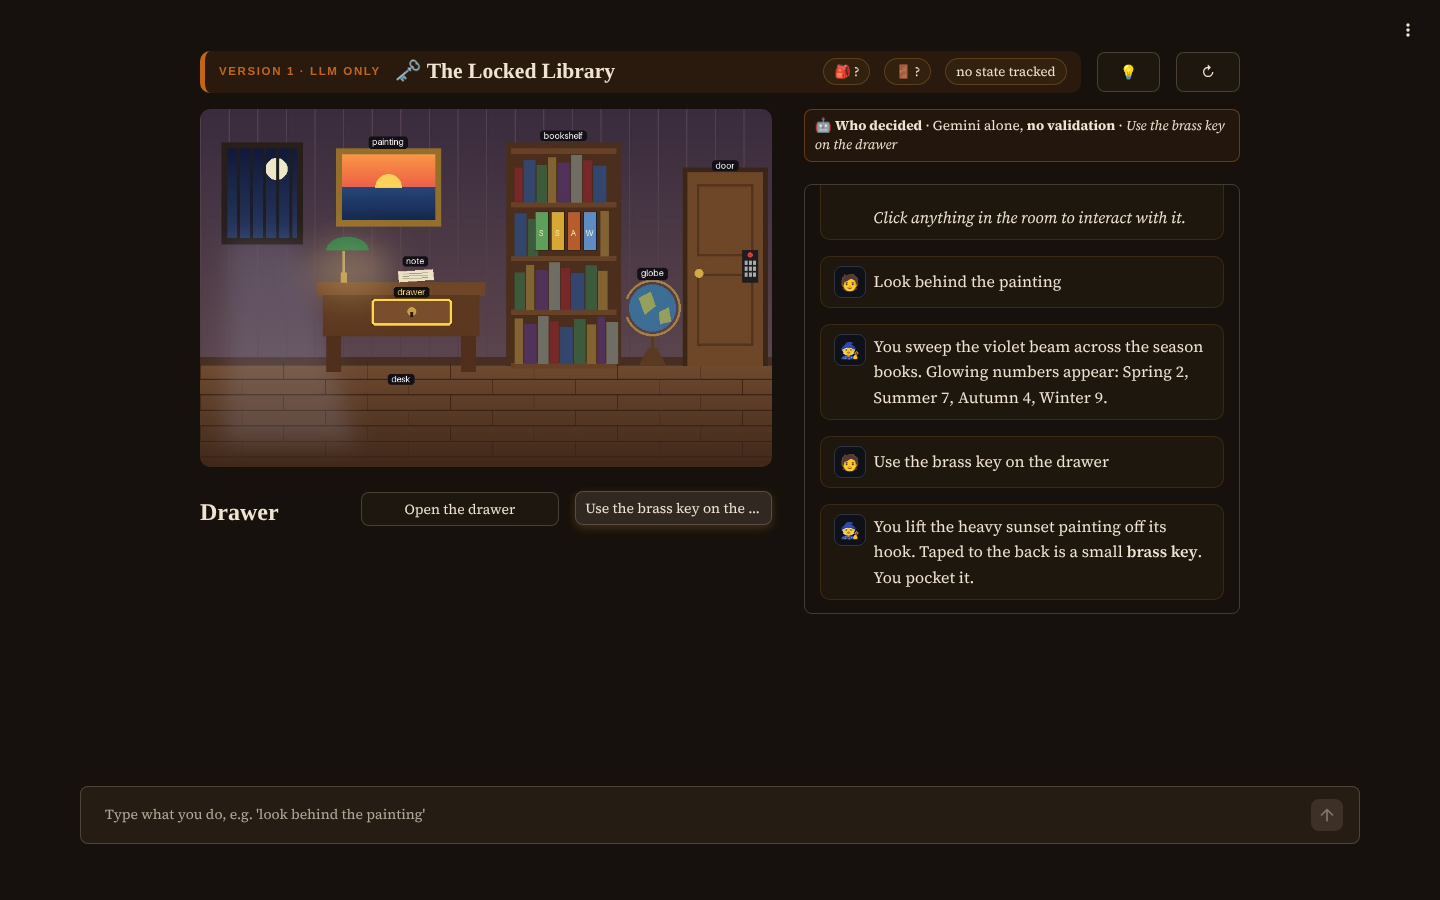 VERSION 1 · LLM ONLY
The Locked Library
?
?
no state tracked
painting
bookshelf
door
S S A W
note
globe
drawer
desk
Drawer
Open the drawer
Use the brass key on the ...
Who decided · Gemini alone, no validation · Use the brass key
on the drawer
Click anything in the room to interact with it.
Look behind the painting
You sweep the violet beam across the season
books. Glowing numbers appear: Spring 2,
Summer 7, Autumn 4, Winter 9.
Use the brass key on the drawer
You lift the heavy sunset painting off its
hook. Taped to the back is a small brass key.
You pocket it.
Type what you do, e.g. 'look behind the painting'